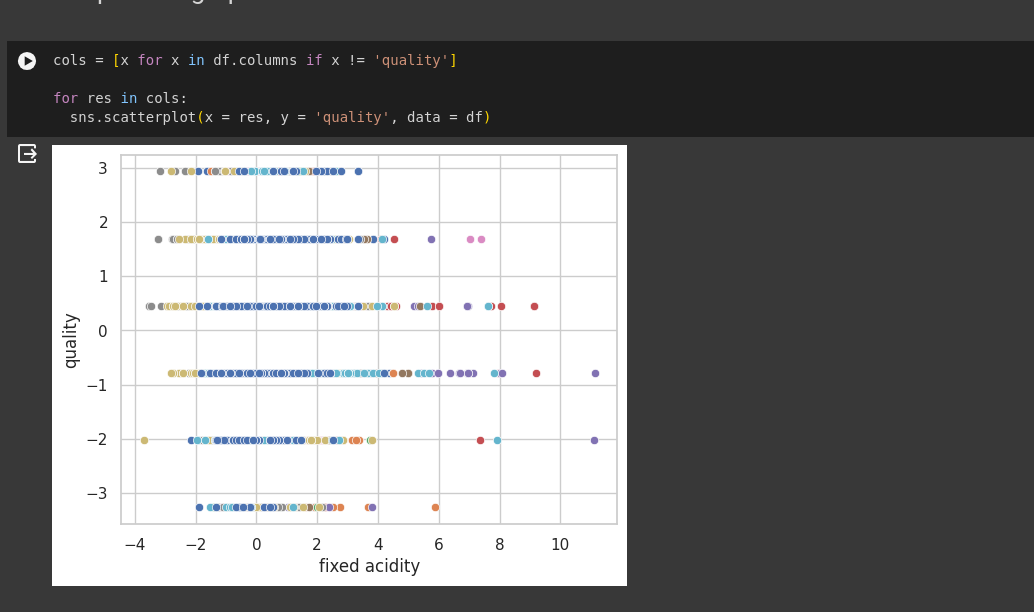 cols = [x for x in df.columns if x != 'quality']
for res in cols:
sns.scatterplot(x = res, y = 'quality', data = df)
3
2
1
0
−1
−2
−3
quality
−4 −2 0 2 4 6 8 10
fixed acidity